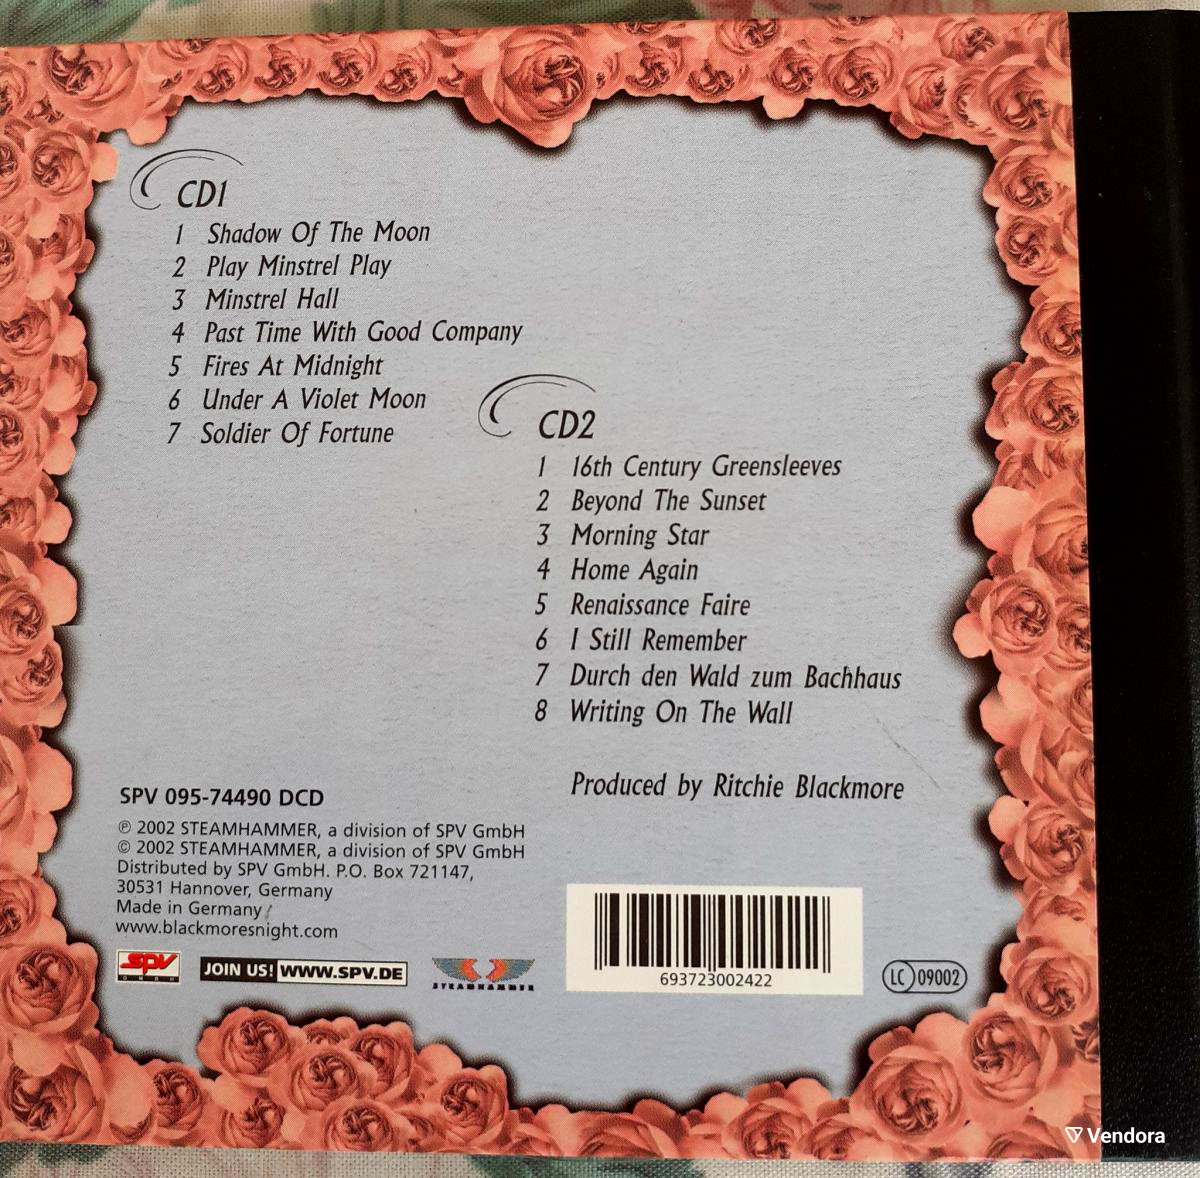 CD1
1 Shadow Of The Moon
2 Play Minstrel Play
3 Minstrel Hall
4 Past Time With Good Company
5 Fires At Midnight
6 Under A Violet Moon
7 Soldier Of Fortune
CD2
1 16th Century Greensleeves
2 Beyond The Sunset
3 Morning Star
4 Home Again
5 Renaissance Faire
6 I Still Remember
7 Durch den Wald zum Bachhaus
8 Writing On The Wall
Produced by Ritchie Blackmore
SPV 095-74490 DCD
℗ 2002 STEAMHAMMER, a division of SPV GmbH
© 2002 STEAMHAMMER, a division of SPV GmbH
Distributed by SPV GmbH. P.O. Box 721147,
30531 Hannover, Germany
Made in Germany
www.blackmoresnight.com
SPV GMBH
JOIN US! WWW.SPV.DE
STEAMHAMMER
693723002422
LC 09002
Vendora